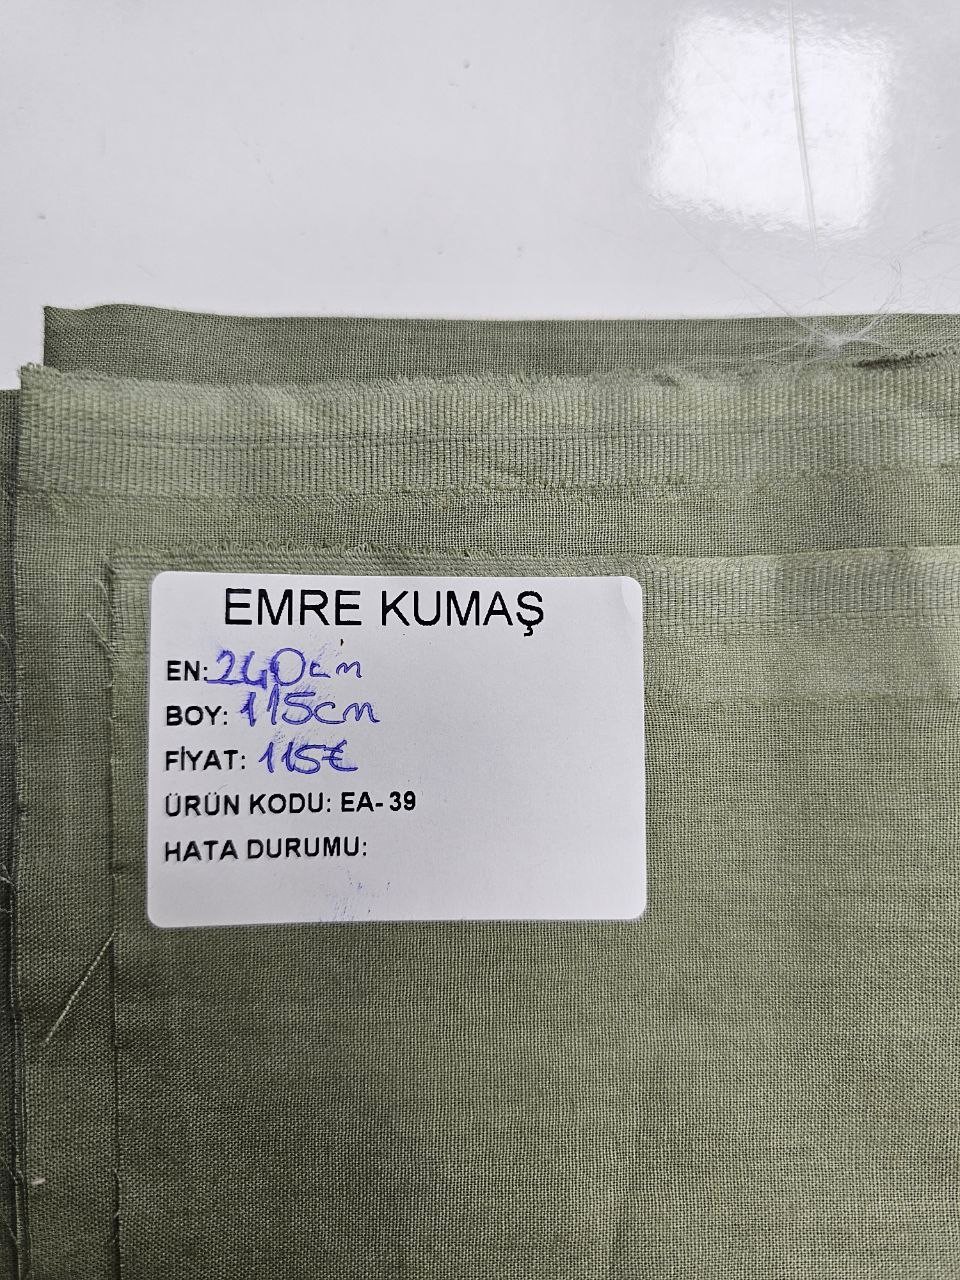 EMRE KUMAŞ
EN: 240cm
BOY: 115cm
FİYAT: 115₺
ÜRÜN KODU: EA- 39
HATA DURUMU: